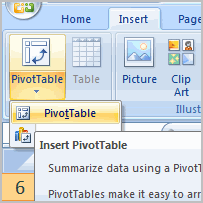 Home Insert Page
PivotTable Table Picture Clip
Art
Illust
PivotTable
Insert PivotTable
Summarize data using a PivotT
PivotTables make it easy to arr
6